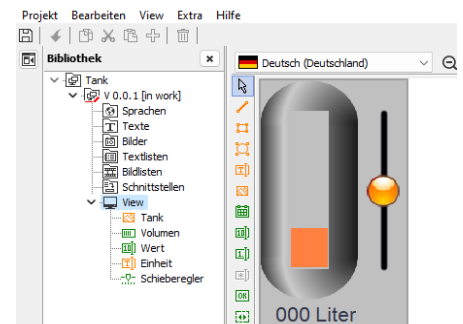 Projekt Bearbeiten View Extra Hilfe
Bibliothek
Deutsch (Deutschland)
Tank
V 0.0.1 [in work]
Sprachen
Texte
Bilder
Textlisten
Bildlisten
Schnittstellen
View
Tank
Volumen
Wert
Einheit
Schieberegler
000 Liter